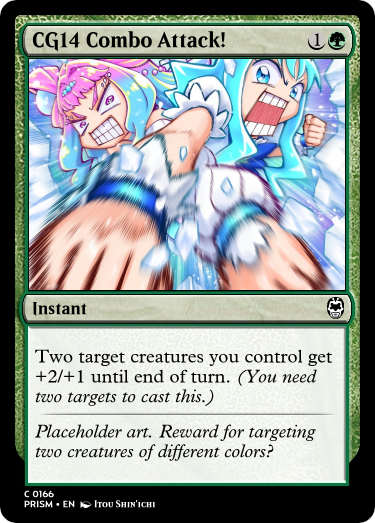 CG14 Combo Attack!
1
Instant
Two target creatures you control get
+2/+1 until end of turn. (You need
two targets to cast this.)
Placeholder art. Reward for targeting
two creatures of different colors?
C 0166
PRISM • EN Itou Shin'ichi